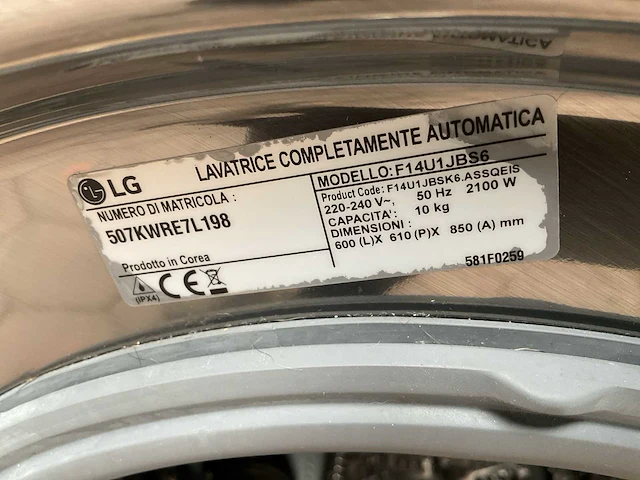 LG
LAVATRICE COMPLETAMENTE AUTOMATICA
NUMERO DI MATRICOLA :
507KWRE7L198
Prodotto in Corea
(IPX4)
CE
MODELLO:F14U1JBS6
Product Code: F14U1JBSK6.ASSQEIS
220-240 V~, 50 Hz 2100 W
CAPACITA': 10 kg
DIMENSIONI :
600 (L)X 610 (P)X 850 (A) mm
581F0259